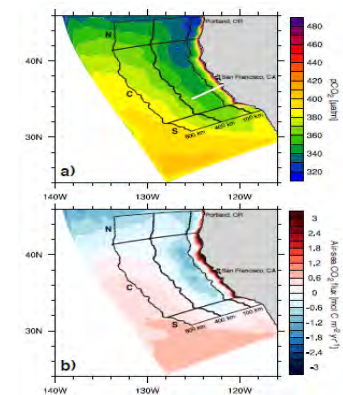 Portland, OR
N
40N
San Francisco, CA
C
S
30N
800 km
400 km
100 km
a)
140W
130W
120W
480
460
440
420
400
380
360
340
320
pCO₂ [µatm]
Portland, OR
N
40N
San Francisco, CA
C
S
30N
800 km
400 km
100 km
b)
140W
130W
120W
3
2.4
1.8
1.2
0.6
0
-0.6
-1.2
-1.8
-2.4
-3
Air-sea CO₂ flux [mol C m⁻² yr⁻¹]